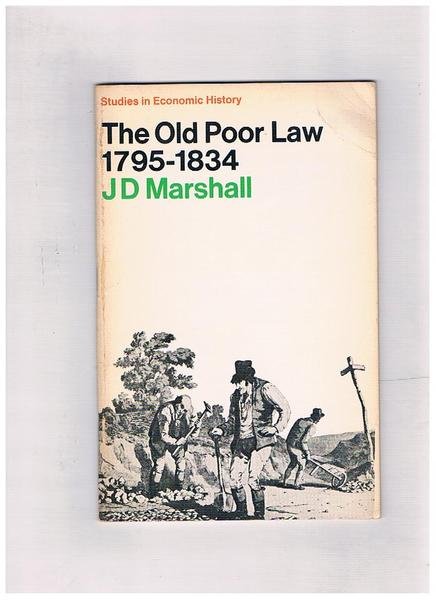 Studies in Economic History
The Old Poor Law
1795-1834
J D Marshall